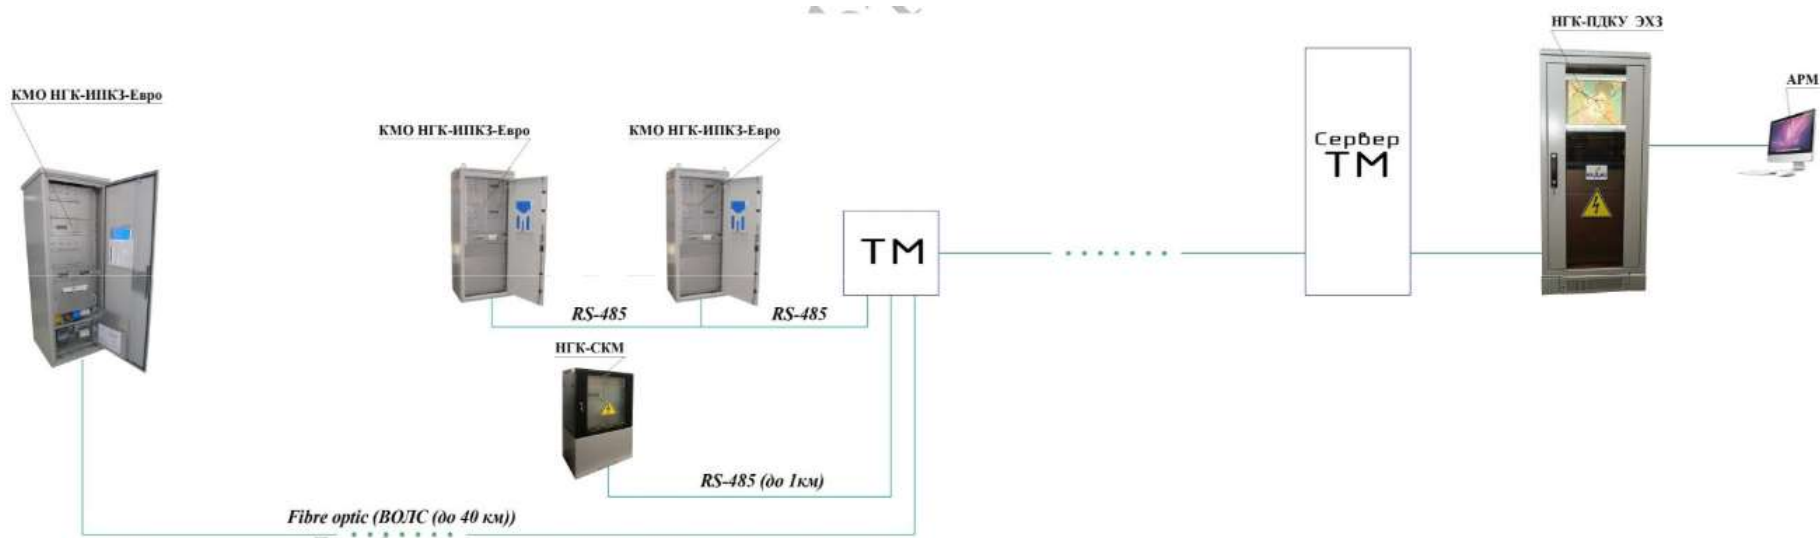 НГК-ПДКУ ЭХЗ
АРМ
КМО НГК-ИПКЗ-Евро
КМО НГК-ИПКЗ-Евро
КМО НГК-ИПКЗ-Евро
Сервер
ТМ
ТМ
RS-485
RS-485
НГК-СКМ
RS-485 (до 1км)
Fibre optic (ВОЛС (до 40 км))